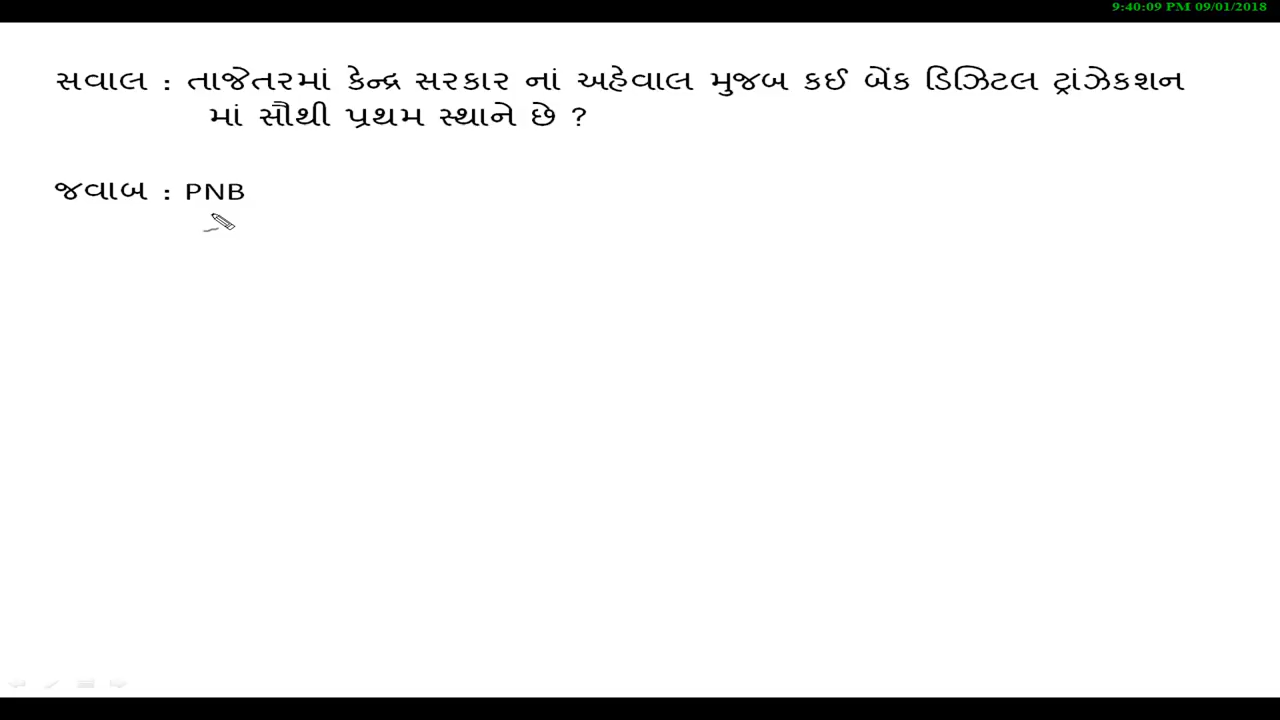 9:40:09 PM 09/01/2018
સવાલ : તાજેતરમાં કેન્દ્ર સરકાર નાં અહેવાલ મુજબ કઈ બેંક ડિઝિટલ ટ્રાંઝેકશન
માં સૌથી પ્રથમ સ્થાને છે ?
જવાબ : PNB